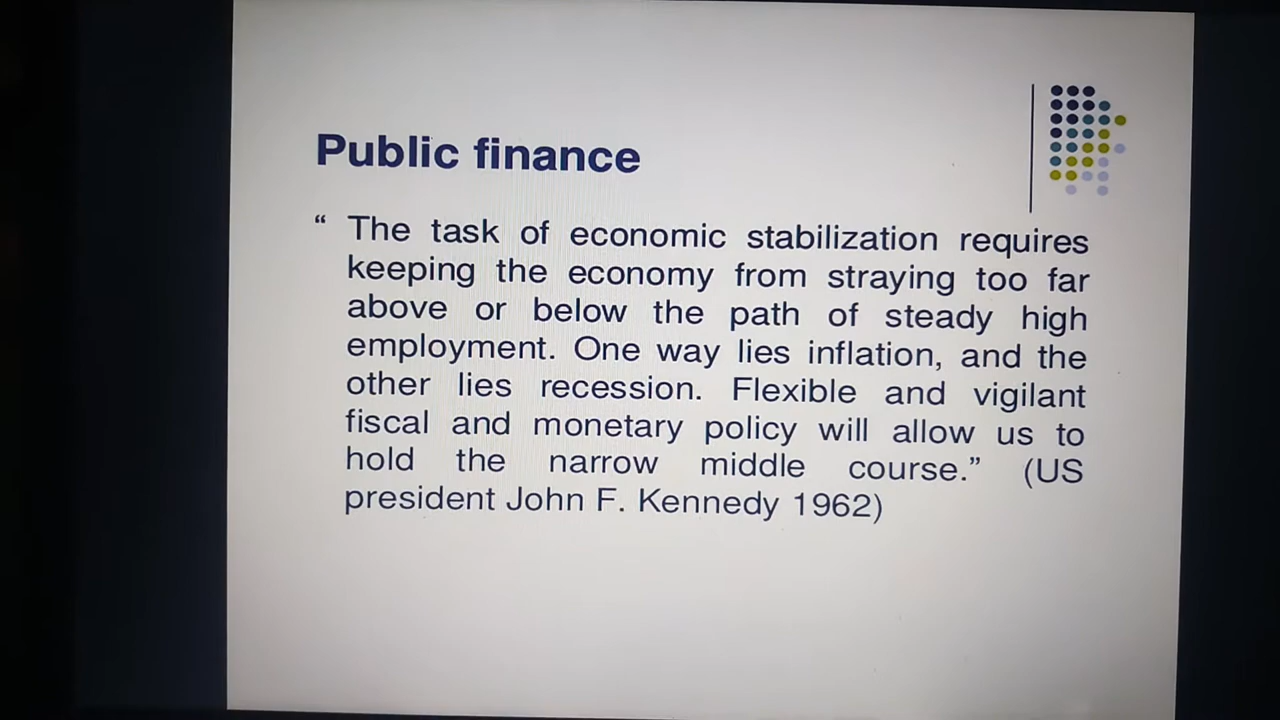 Public finance
“ The task of economic stabilization requires
keeping the economy from straying too far
above or below the path of steady high
employment. One way lies inflation, and the
other lies recession. Flexible and vigilant
fiscal and monetary policy will allow us to
hold the narrow middle course.” (US
president John F. Kennedy 1962)